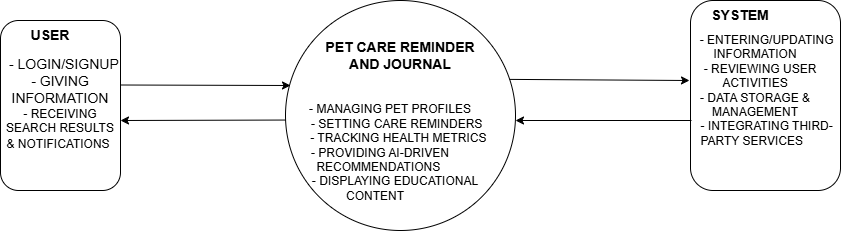 USER
- LOGIN/SIGNUP
- GIVING
INFORMATION
- RECEIVING
SEARCH RESULTS
& NOTIFICATIONS
PET CARE REMINDER
AND JOURNAL
- MANAGING PET PROFILES
- SETTING CARE REMINDERS
- TRACKING HEALTH METRICS
- PROVIDING AI-DRIVEN
RECOMMENDATIONS
- DISPLAYING EDUCATIONAL
CONTENT
SYSTEM
- ENTERING/UPDATING
INFORMATION
- REVIEWING USER
ACTIVITIES
- DATA STORAGE &
MANAGEMENT
- INTEGRATING THIRD-
PARTY SERVICES